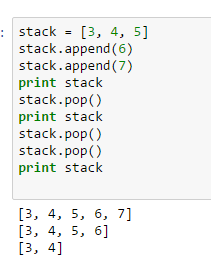 : stack = [3, 4, 5]
stack.append(6)
stack.append(7)
print stack
stack.pop()
print stack
stack.pop()
stack.pop()
print stack
[3, 4, 5, 6, 7]
[3, 4, 5, 6]
[3, 4]